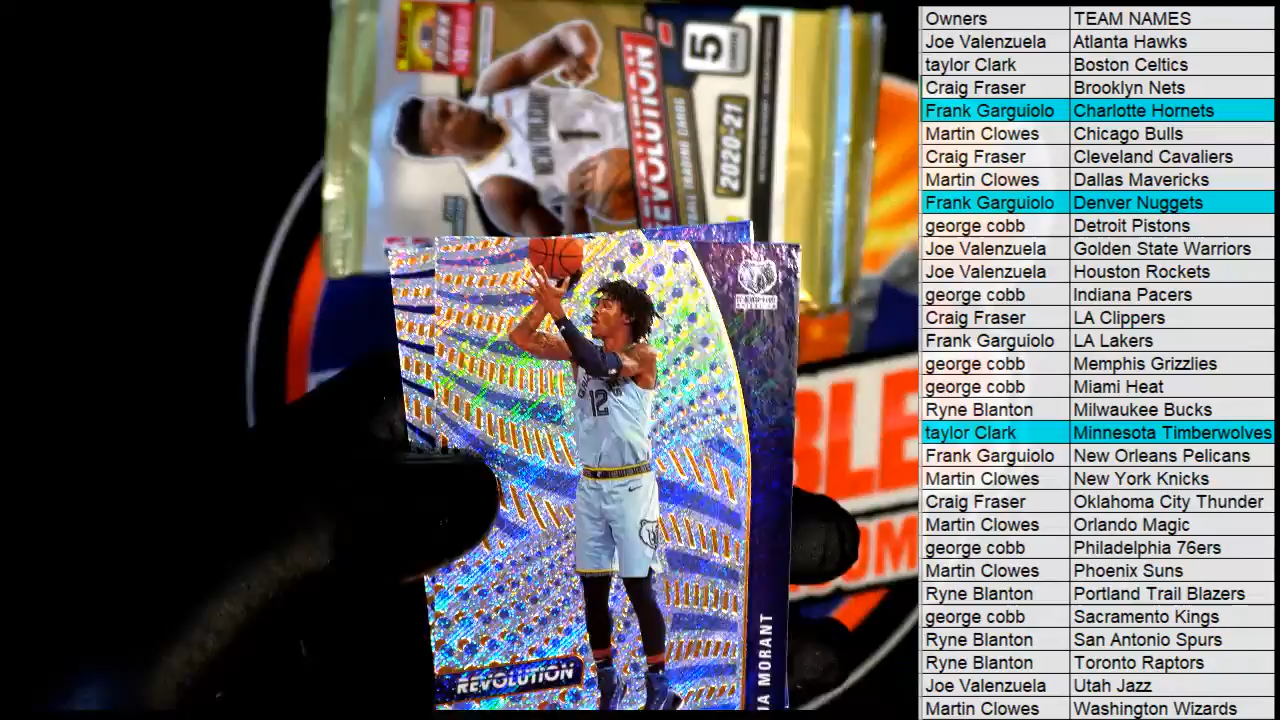 REVOLUTION
5
2020-21
NEW ORLEANS
1
12
REVOLUTION
JA MORANT
BLE
OM
Owners TEAM NAMES
Joe Valenzuela Atlanta Hawks
taylor Clark Boston Celtics
Craig Fraser Brooklyn Nets
Frank Garguiolo Charlotte Hornets
Martin Clowes Chicago Bulls
Craig Fraser Cleveland Cavaliers
Martin Clowes Dallas Mavericks
Frank Garguiolo Denver Nuggets
george cobb Detroit Pistons
Joe Valenzuela Golden State Warriors
Joe Valenzuela Houston Rockets
george cobb Indiana Pacers
Craig Fraser LA Clippers
Frank Garguiolo LA Lakers
george cobb Memphis Grizzlies
george cobb Miami Heat
Ryne Blanton Milwaukee Bucks
taylor Clark Minnesota Timberwolves
Frank Garguiolo New Orleans Pelicans
Martin Clowes New York Knicks
Craig Fraser Oklahoma City Thunder
Martin Clowes Orlando Magic
george cobb Philadelphia 76ers
Martin Clowes Phoenix Suns
Ryne Blanton Portland Trail Blazers
george cobb Sacramento Kings
Ryne Blanton San Antonio Spurs
Ryne Blanton Toronto Raptors
Joe Valenzuela Utah Jazz
Martin Clowes Washington Wizards